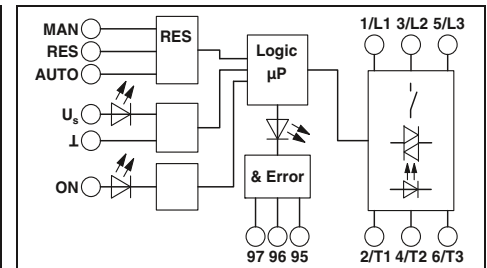 MAN
RES
AUTO
RES
Us
⊥
ON
Logic
µP
& Error
97 96 95
1/L1 3/L2 5/L3
2/T1 4/T2 6/T3